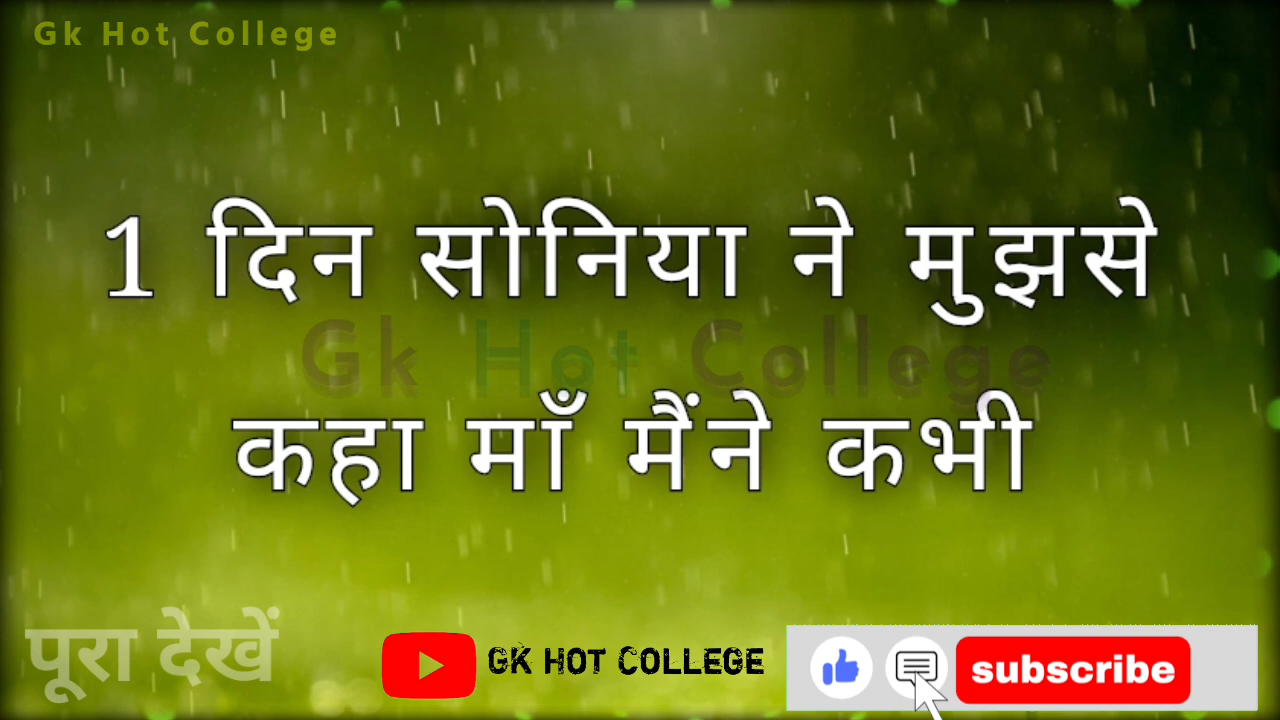 Gk Hot College
1 दिन सोनिया ने मुझसे
Gk Hot College
कहा माँ मैंने कभी
पूरा देखें
GK HOT COLLEGE
subscribe